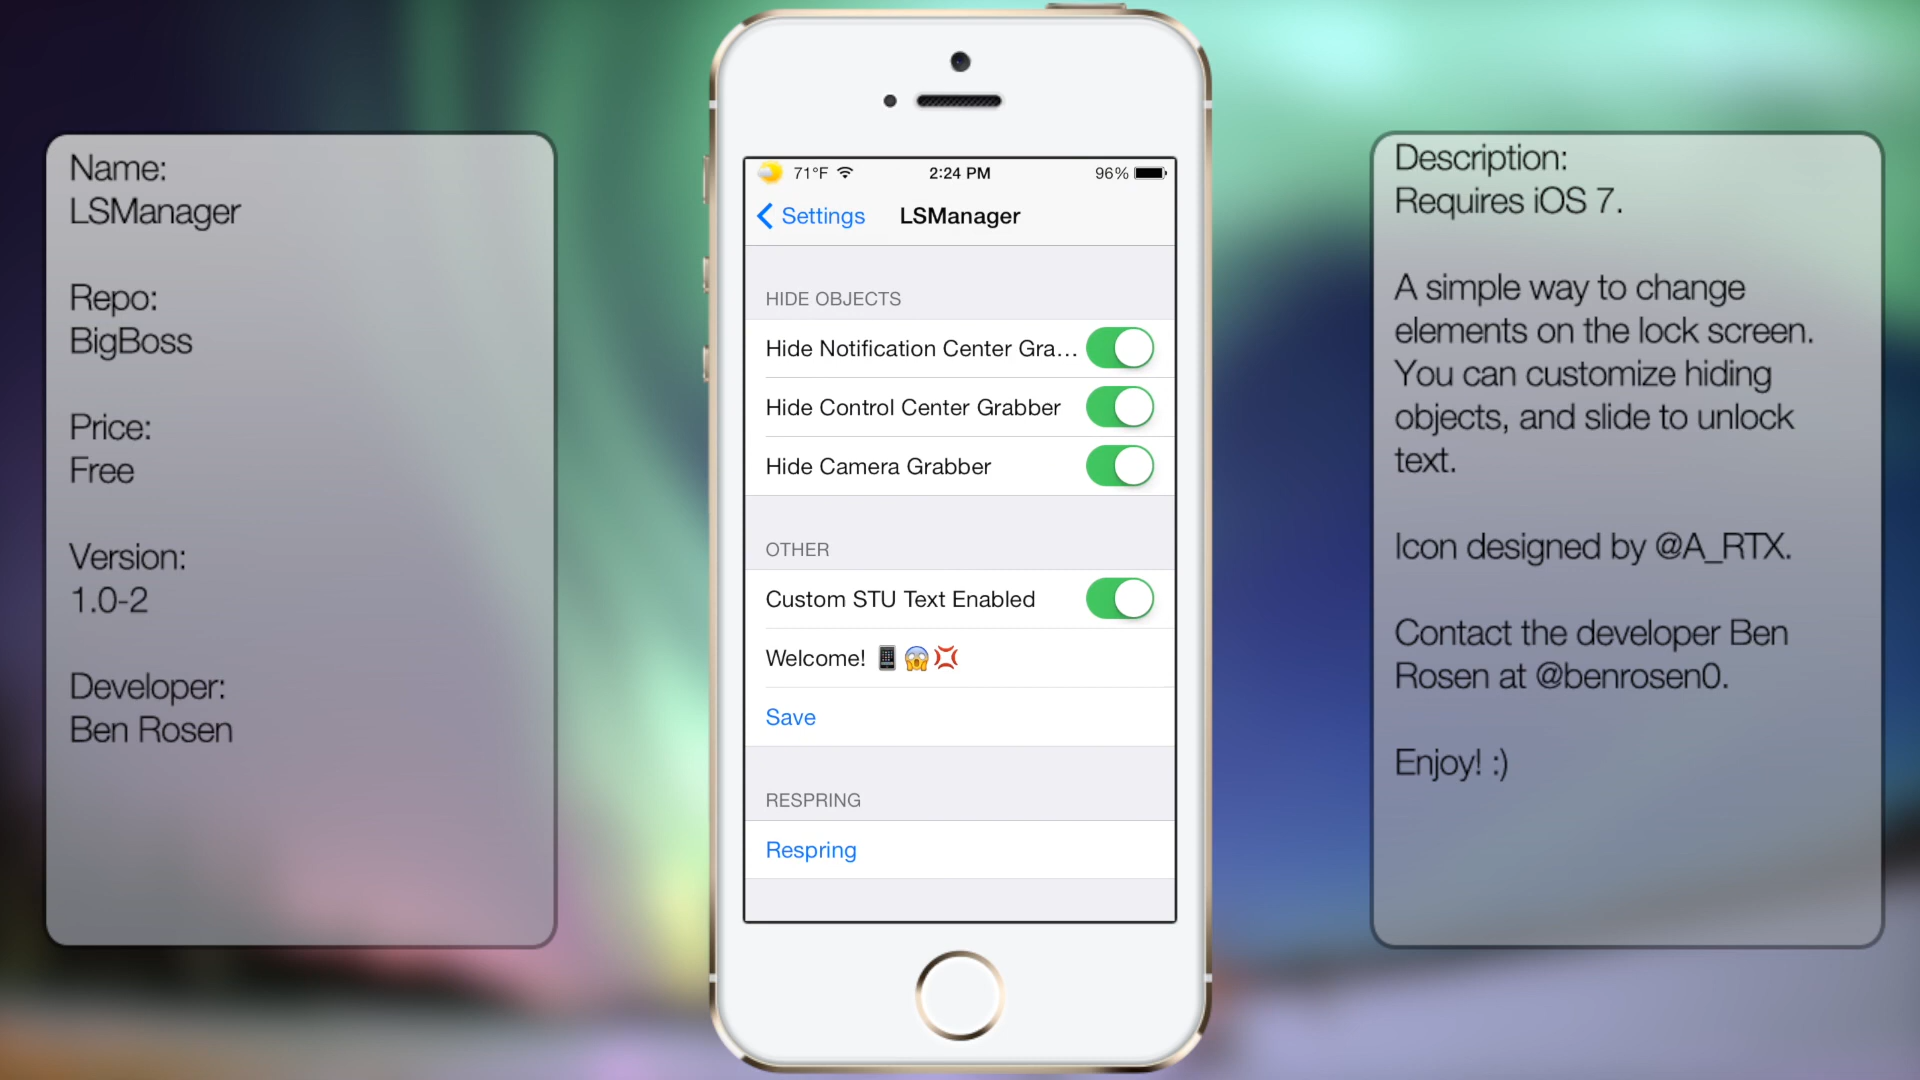 Name:
LSManager
Repo:
BigBoss
Price:
Free
Version:
1.0-2
Developer:
Ben Rosen
71°F
2:24 PM
96%
Settings
LSManager
HIDE OBJECTS
Hide Notification Center Gra...
Hide Control Center Grabber
Hide Camera Grabber
OTHER
Custom STU Text Enabled
Welcome! 📱😱💢
Save
RESPRING
Respring
Description:
Requires iOS 7.
A simple way to change
elements on the lock screen.
You can customize hiding
objects, and slide to unlock
text.
Icon designed by @A_RTX.
Contact the developer Ben
Rosen at @benrosen0.
Enjoy! :)